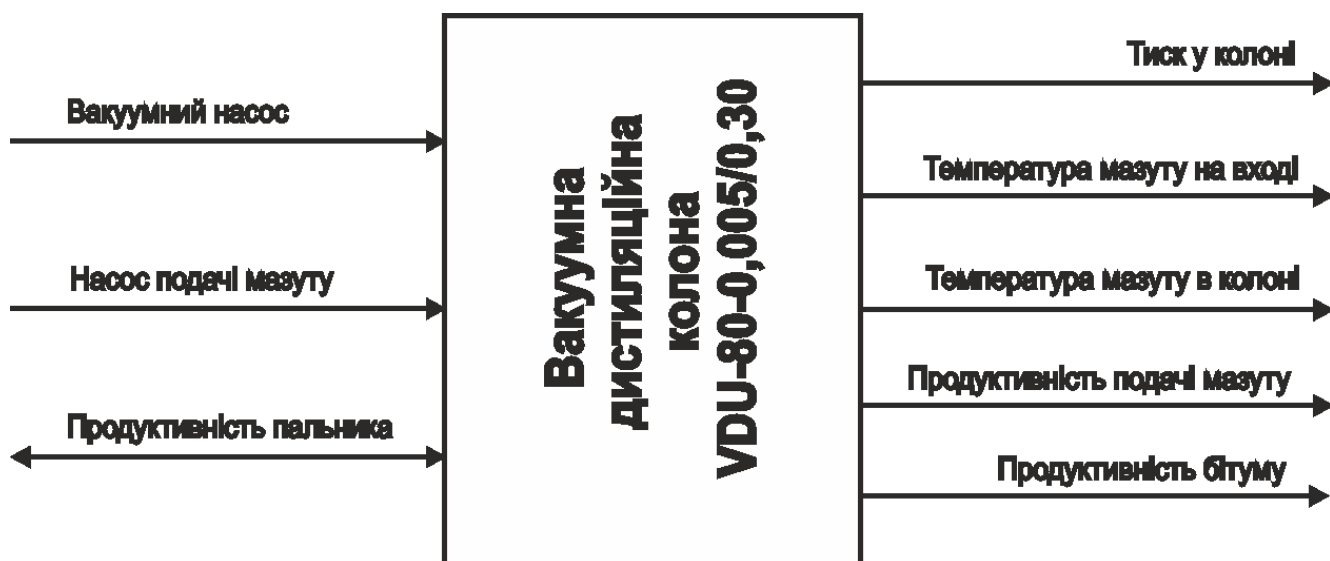 Вакуумний насос
Насос подачі мазуту
Продуктивність пальника
Вакуумна
дистиляційна
колона
VDU-80-0,005/0,30
Тиск у колоні
Температура мазуту на вході
Температура мазуту в колоні
Продуктивність подачі мазуту
Продуктивність бітуму